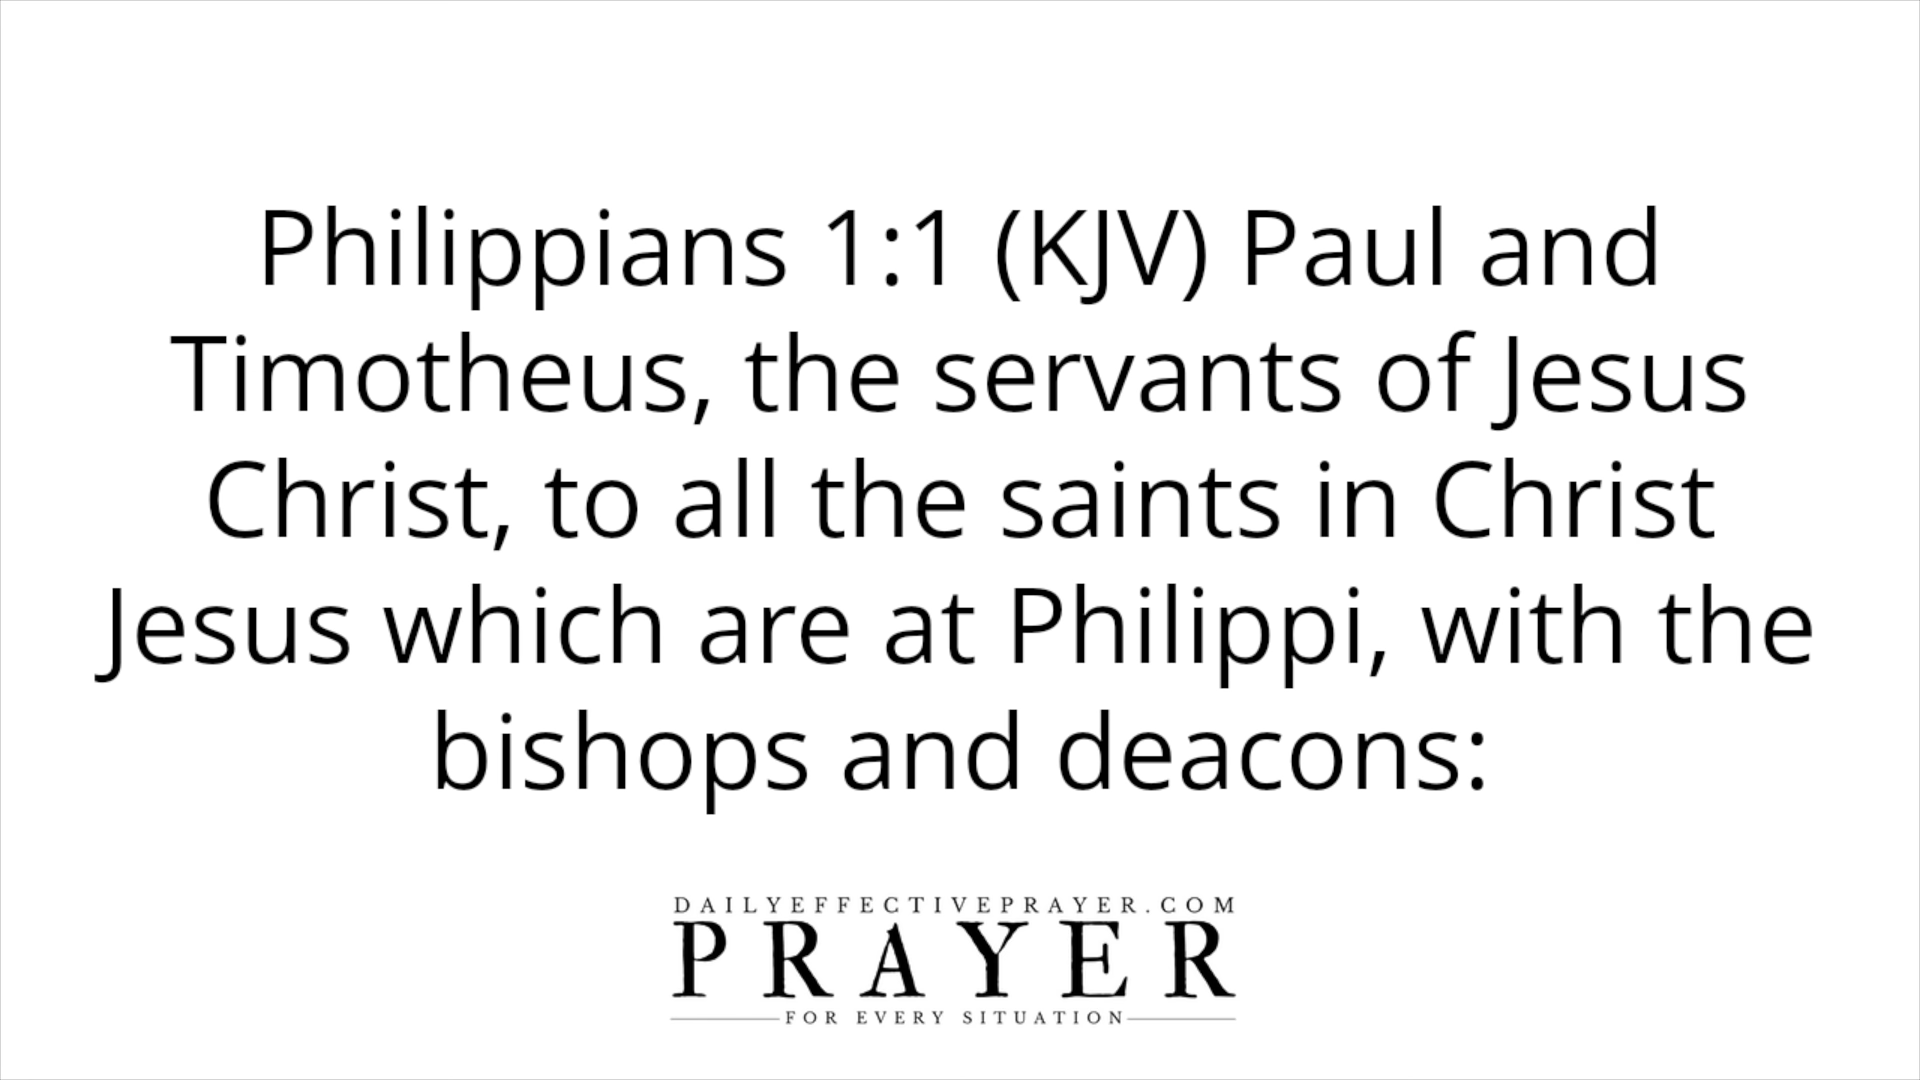 Philippians 1:1 (KJV) Paul and
Timotheus, the servants of Jesus
Christ, to all the saints in Christ
Jesus which are at Philippi, with the
bishops and deacons:
DAILYEFFECTIVEPRAYER.COM
PRAYER
FOR EVERY SITUATION